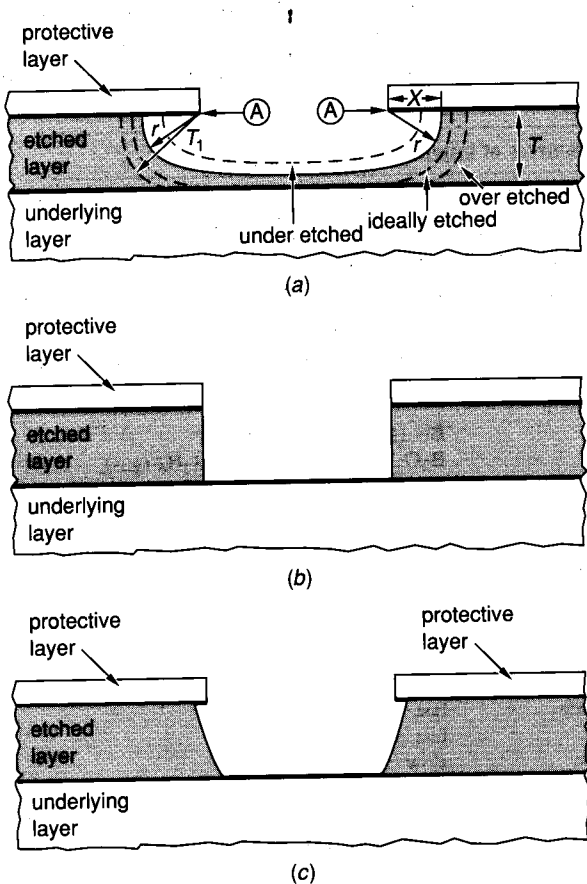 protective
layer
A
A
X
etched
layer
r
T₁
r
T
over etched
ideally etched
under etched
underlying
layer
(a)
protective
layer
etched
layer
underlying
layer
(b)
protective
layer
protective
layer
etched
layer
underlying
layer
(c)